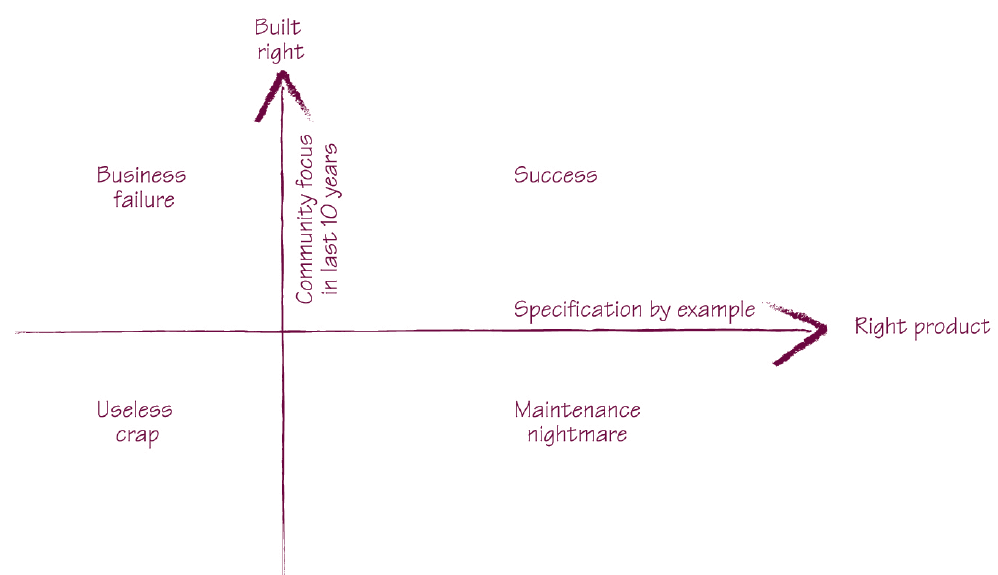 Built
right
Community focus
in last 10 years
Business
failure
Success
Specification by example
Right product
Useless
crap
Maintenance
nightmare